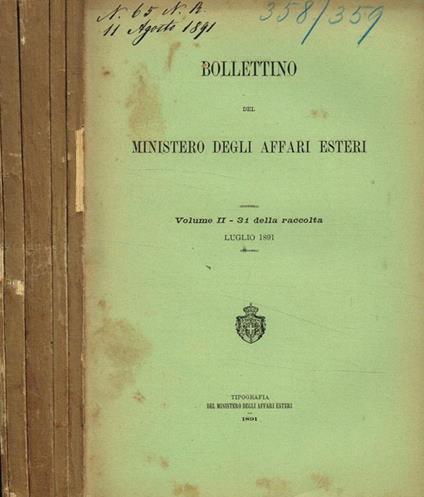 N. 65 N. R.
11 Agosto 1891
358/359
BOLLETTINO
DEL
MINISTERO DEGLI AFFARI ESTERI
Volume II - 31 della raccolta
LUGLIO 1891
TIPOGRAFIA
DEL MINISTERO DEGLI AFFARI ESTERI
1891